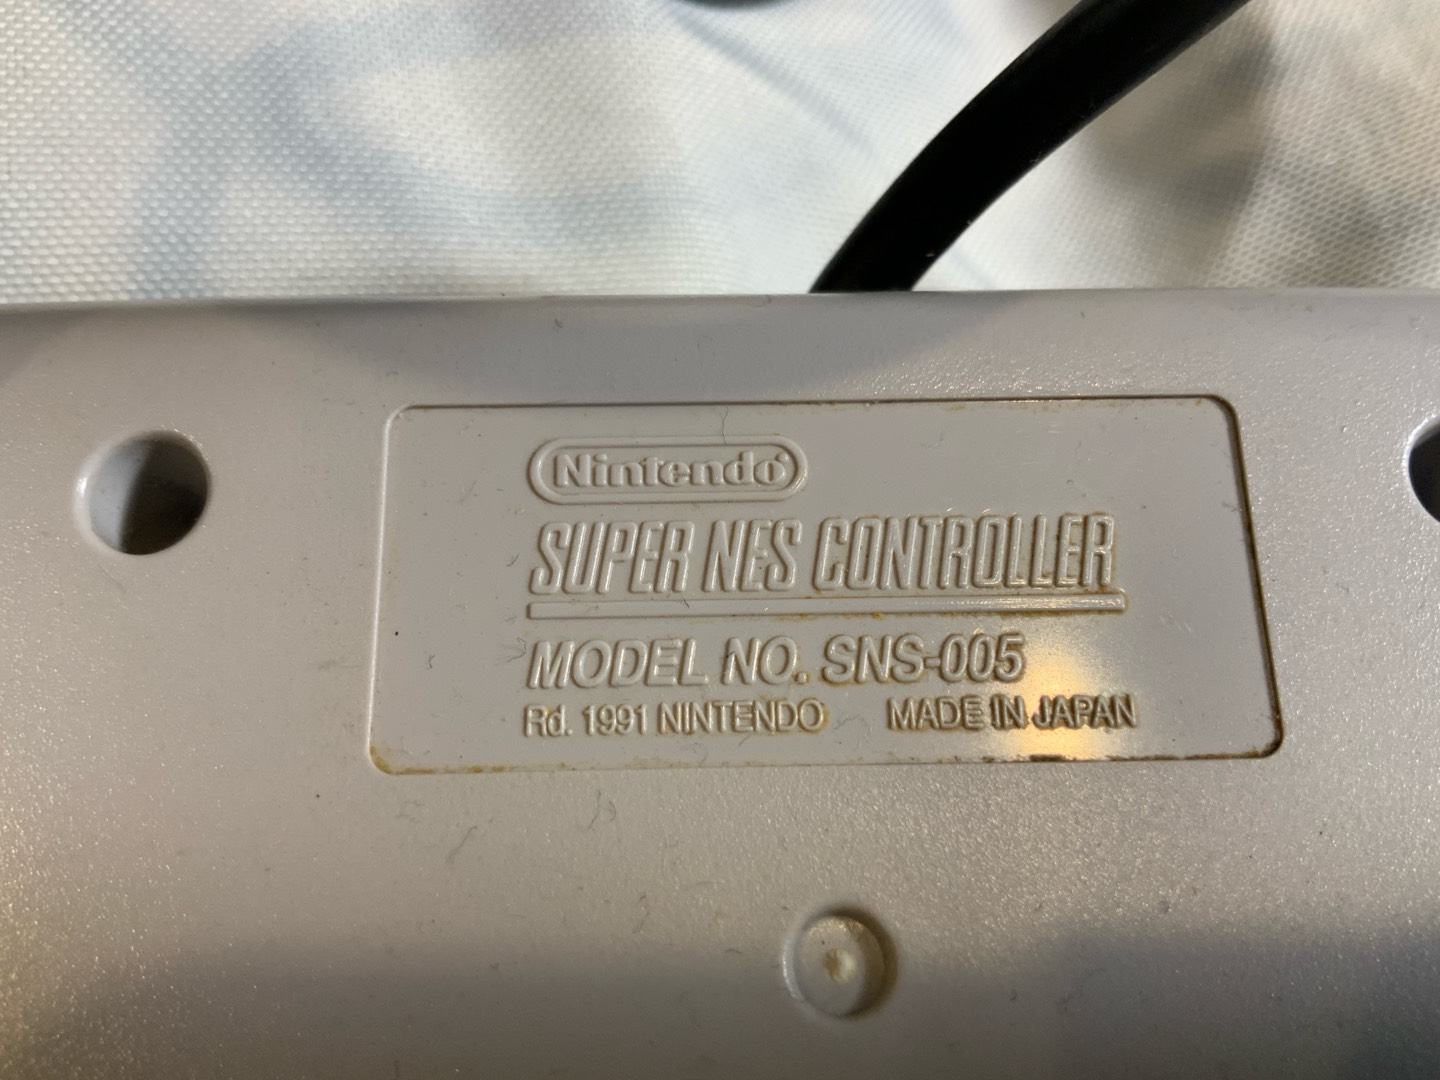 Nintendo
SUPER NES CONTROLLER
MODEL NO. SNS-005
Rd. 1991 NINTENDO MADE IN JAPAN